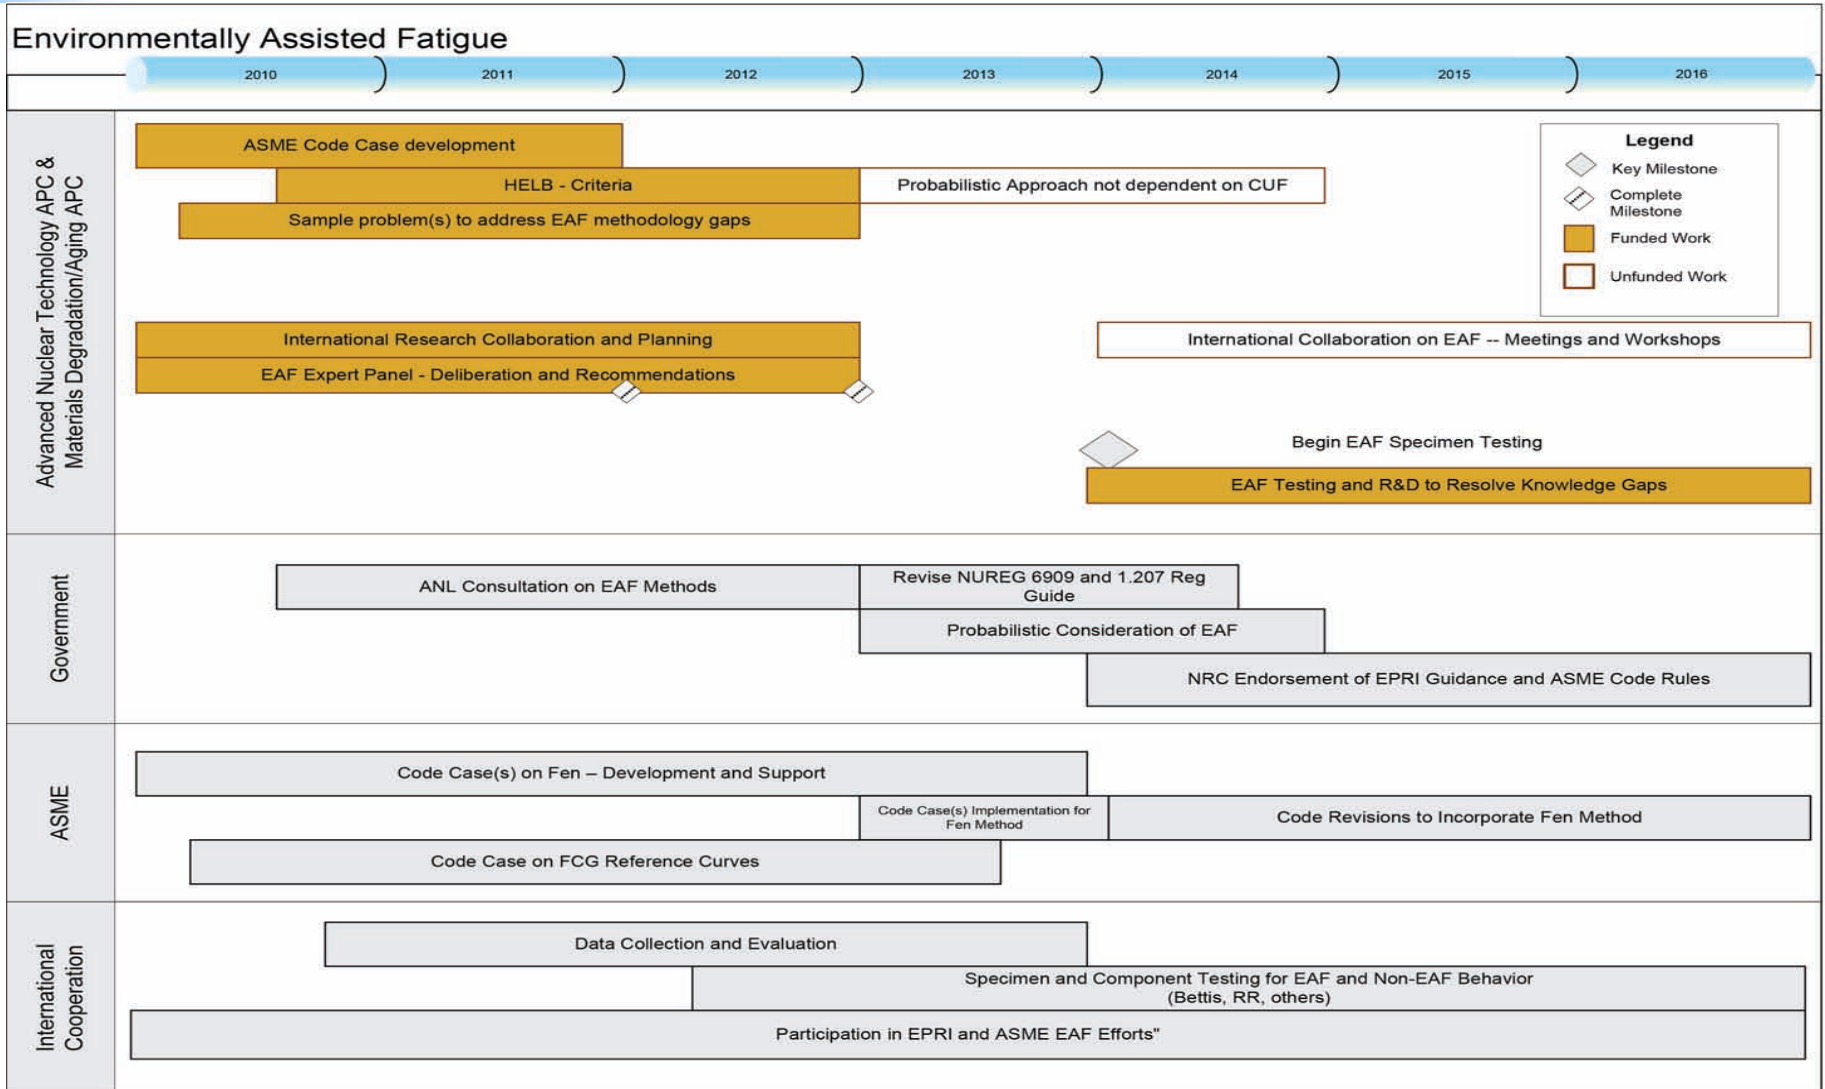 Environmentally Assisted Fatigue
2010
2011
2012
2013
2014
2015
2016
Advanced Nuclear Technology APC &
Materials Degradation/Aging APC
ASME Code Case development
HELB - Criteria
Probabilistic Approach not dependent on CUF
Sample problem(s) to address EAF methodology gaps
Legend
Key Milestone
Complete
Milestone
Funded Work
Unfunded Work
International Research Collaboration and Planning
International Collaboration on EAF -- Meetings and Workshops
EAF Expert Panel - Deliberation and Recommendations
Begin EAF Specimen Testing
EAF Testing and R&D to Resolve Knowledge Gaps
Government
ANL Consultation on EAF Methods
Revise NUREG 6909 and 1.207 Reg
Guide
Probabilistic Consideration of EAF
NRC Endorsement of EPRI Guidance and ASME Code Rules
ASME
Code Case(s) on Fen – Development and Support
Code Case(s) Implementation for
Fen Method
Code Revisions to Incorporate Fen Method
Code Case on FCG Reference Curves
International
Cooperation
Data Collection and Evaluation
Specimen and Component Testing for EAF and Non-EAF Behavior
(Bettis, RR, others)
Participation in EPRI and ASME EAF Efforts"